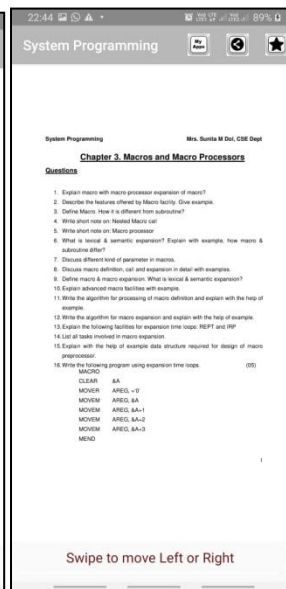 22:44
89%
System Programming
My Apps
System Programming Mrs. Sunita M Dol, CSE Dept
Chapter 3. Macros and Macro Processors
Questions
1. Explain macro with macro processor expansion of macro?
2. Describe the features offered by Macro facility. Give example.
3. Define Macro. How it is different from subroutine?
4. Write short note on: Nested Macro call
5. Write short note on: Macro processor
6. What is lexical & semantic expansion? Explain with example, how macro &
subroutine differ?
7. Discuss different kind of parameter in macros.
8. Discuss macro definition, call and expansion in detail with examples
9. Define macro & macro expansion. What is lexical & semantic expansion?
10. Explain advanced macro facilities with example.
11. Write the algorithm for processing of macro definition and explain with the help of
example.
12. Write the algorithm for macro expansion and explain with the help of example.
13. Explain the following facilities for expansion time loops: REPT and IRP
14. List all tasks involved in macro expansion
15. Explain with the help of example data structure required for design of macro
preprocessor.
16. Write the following program using expansion time loops. (05)
MACRO
CLEAR &A
MOVER AREG, ='0'
MOVEM AREG, &A
MOVEM AREG, &A+1
MOVEM AREG, &A+2
MOVEM AREG, &A+3
MEND
1
Swipe to move Left or Right